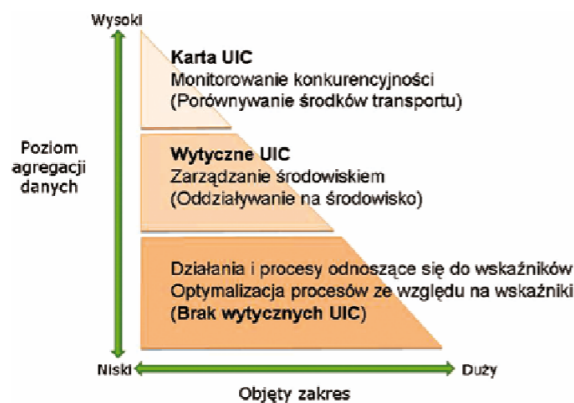 Wysoki
Karta UIC
Monitorowanie konkurencyjności
(Porównywanie środków transportu)
Poziom
agregacji
danych
Wytyczne UIC
Zarządzanie środowiskiem
(Oddziaływanie na środowisko)
Działania i procesy odnoszące się do wskaźników
Optymalizacja procesów ze względu na wskaźniki
(Brak wytycznych UIC)
Niski
Duży
Objęty zakres